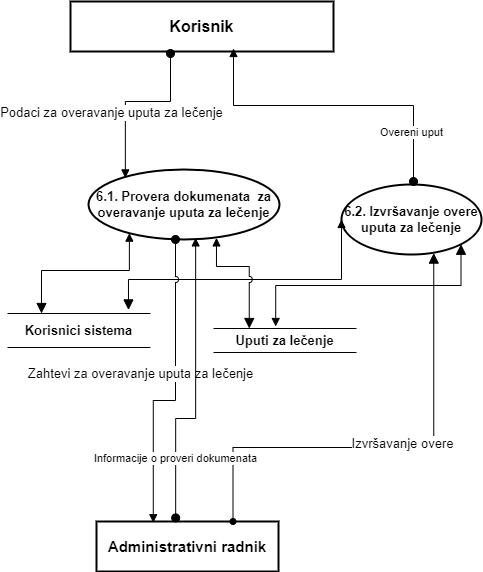 Korisnik
Podaci za overavanje uputa za lečenje
Overeni uput
6.1. Provera dokumenata za
overavanje uputa za lečenje
6.2. Izvršavanje overe
uputa za lečenje
Korisnici sistema
Uputi za lečenje
Zahtevi za overavanje uputa za lečenje
Izvršavanje overe
Informacije o proveri dokumenata
Administrativni radnik